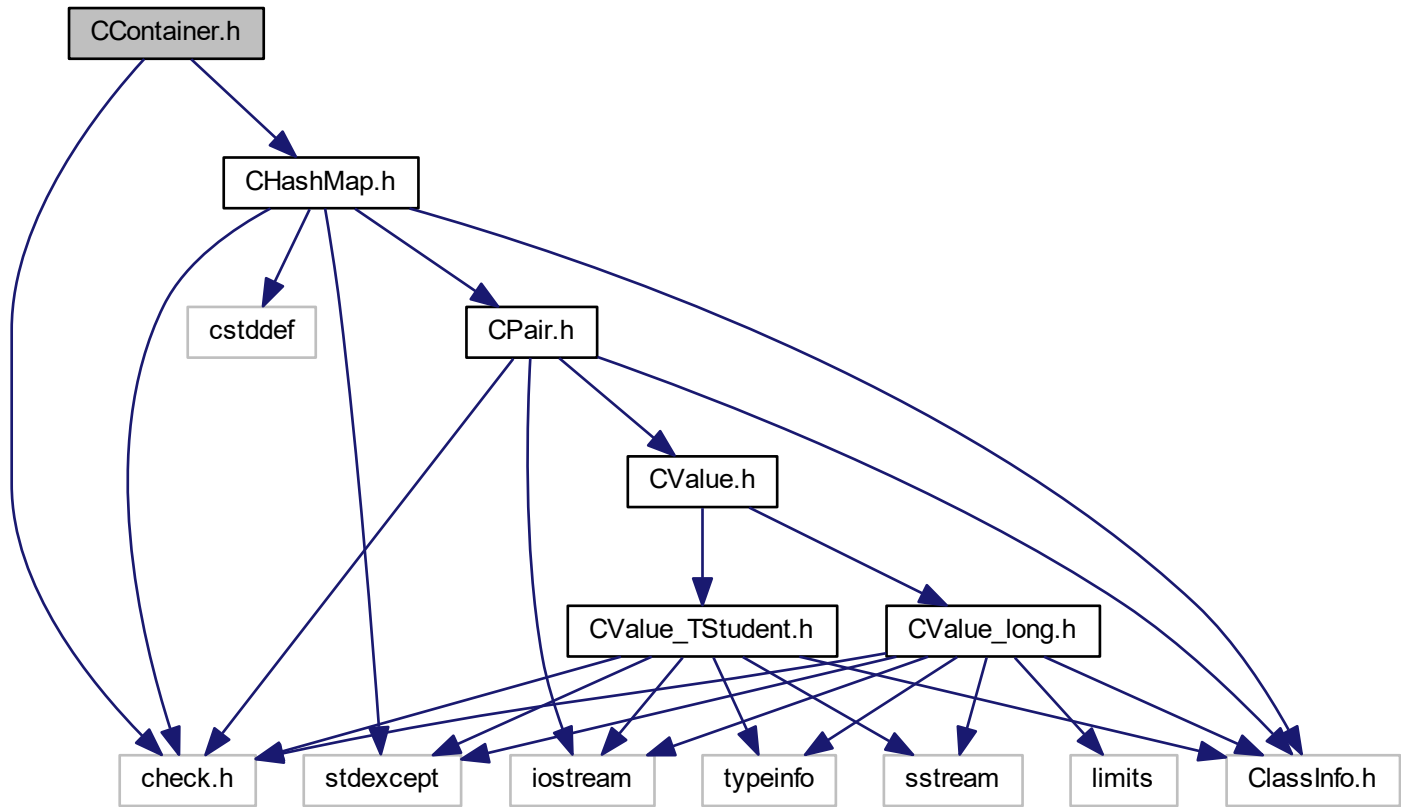 CContainer.h
CHashMap.h
cstddef
CPair.h
CValue.h
CValue_TStudent.h
CValue_long.h
check.h
stdexcept
iostream
typeinfo
sstream
limits
ClassInfo.h